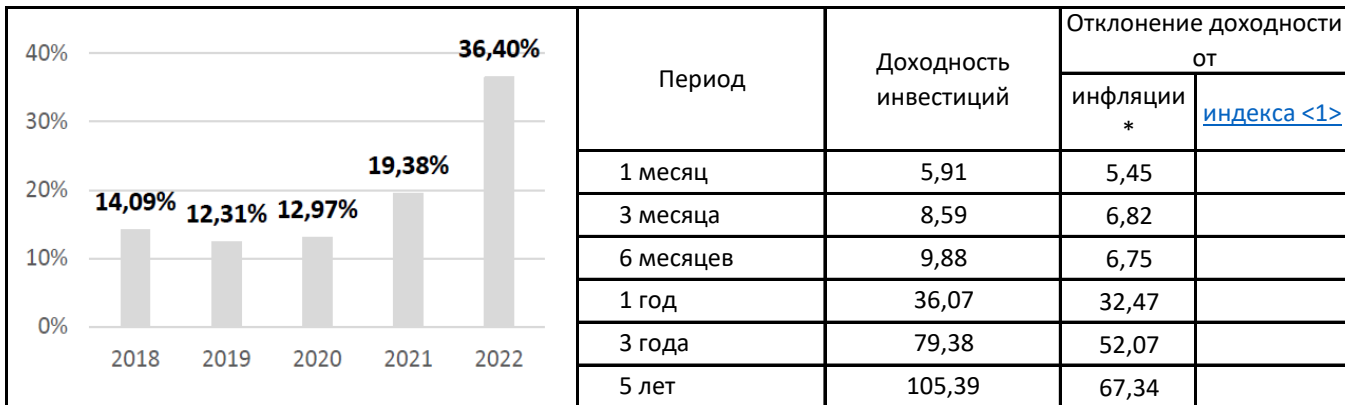 40%
30%
20%
10%
0%
14,09%
12,31%
12,97%
19,38%
36,40%
2018 2019 2020 2021 2022
Период
Доходность
инвестиций
Отклонение доходности
от
инфляции
*
индекса <1>
1 месяц 5,91 5,45
3 месяца 8,59 6,82
6 месяцев 9,88 6,75
1 год 36,07 32,47
3 года 79,38 52,07
5 лет 105,39 67,34